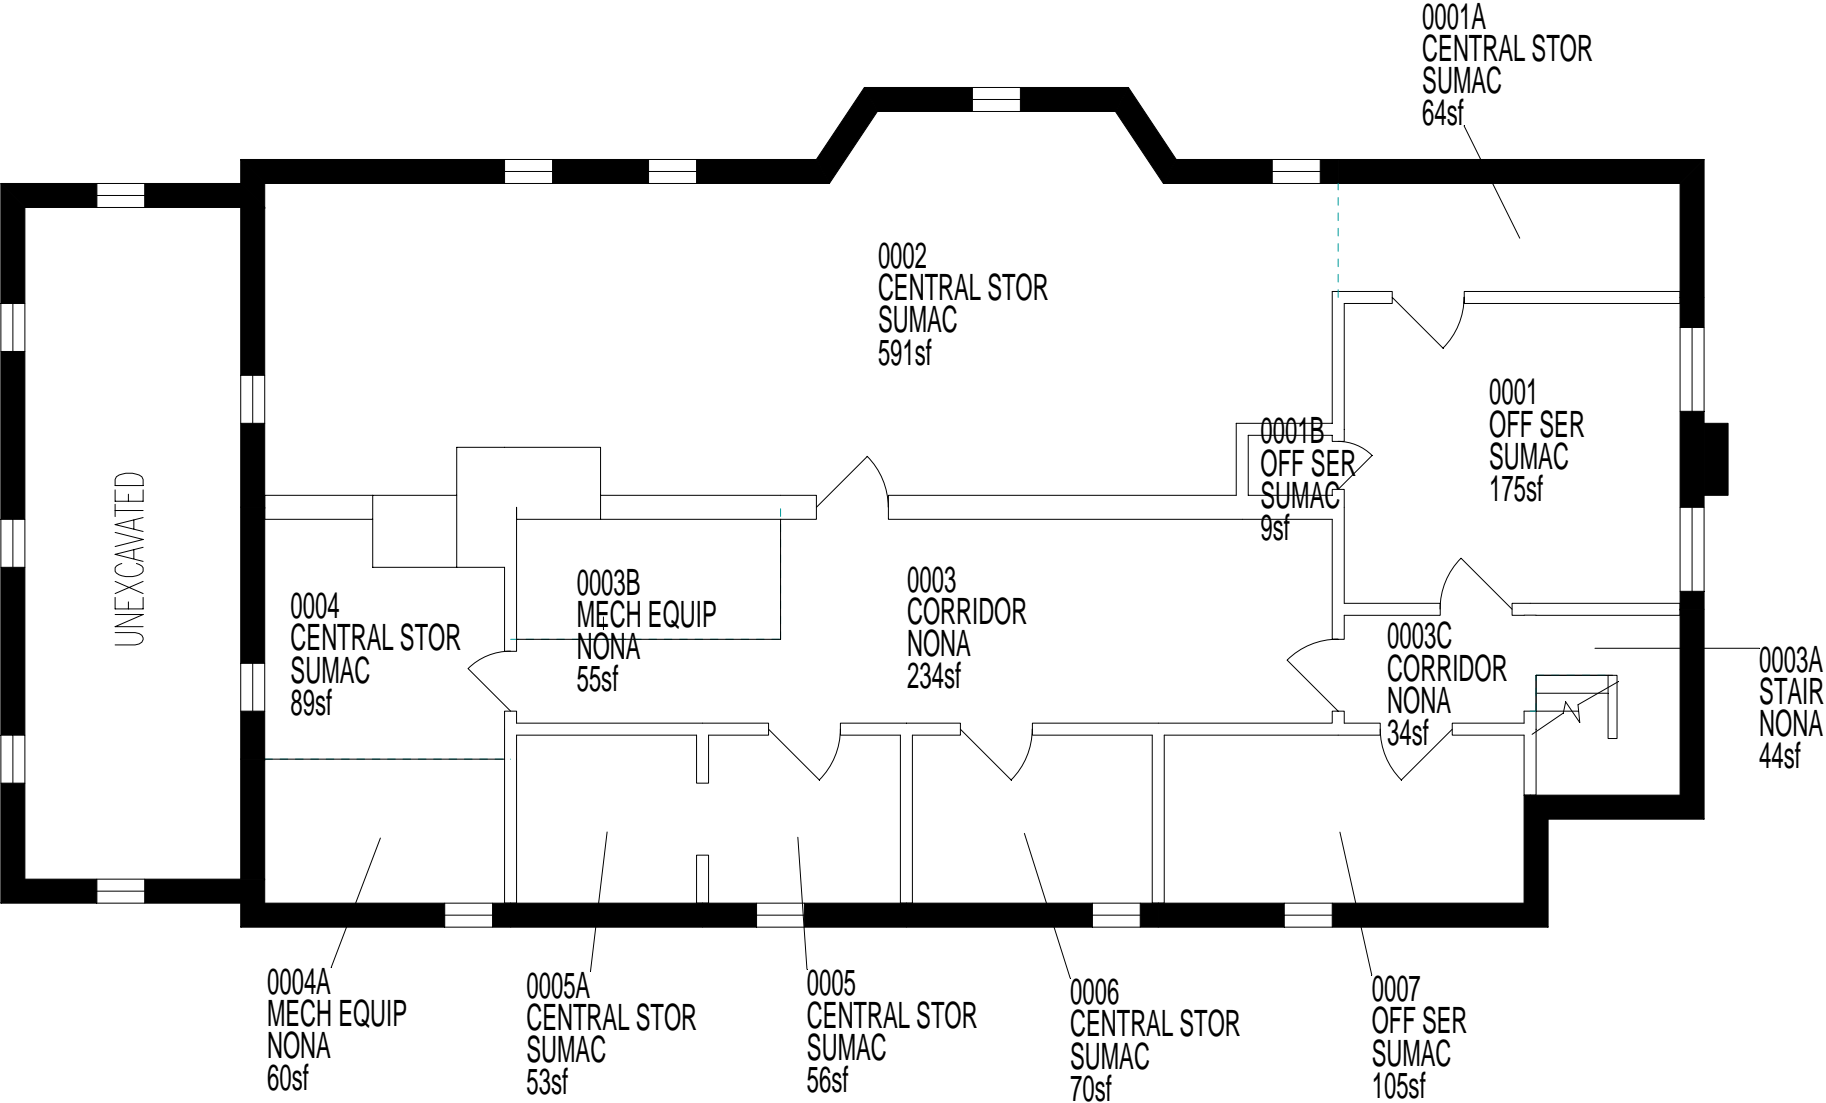 0001A
CENTRAL STOR
SUMAC
64sf
0002
CENTRAL STOR
SUMAC
591sf
0001
OFF SER
SUMAC
175sf
0001B
OFF SER
SUMAC
9sf
UNEXCAVATED
0004
CENTRAL STOR
SUMAC
89sf
0003B
MECH EQUIP
NONA
55sf
0003
CORRIDOR
NONA
234sf
0003C
CORRIDOR
NONA
34sf
0003A
STAIR
NONA
44sf
0004A
MECH EQUIP
NONA
60sf
0005A
CENTRAL STOR
SUMAC
53sf
0005
CENTRAL STOR
SUMAC
56sf
0006
CENTRAL STOR
SUMAC
70sf
0007
OFF SER
SUMAC
105sf